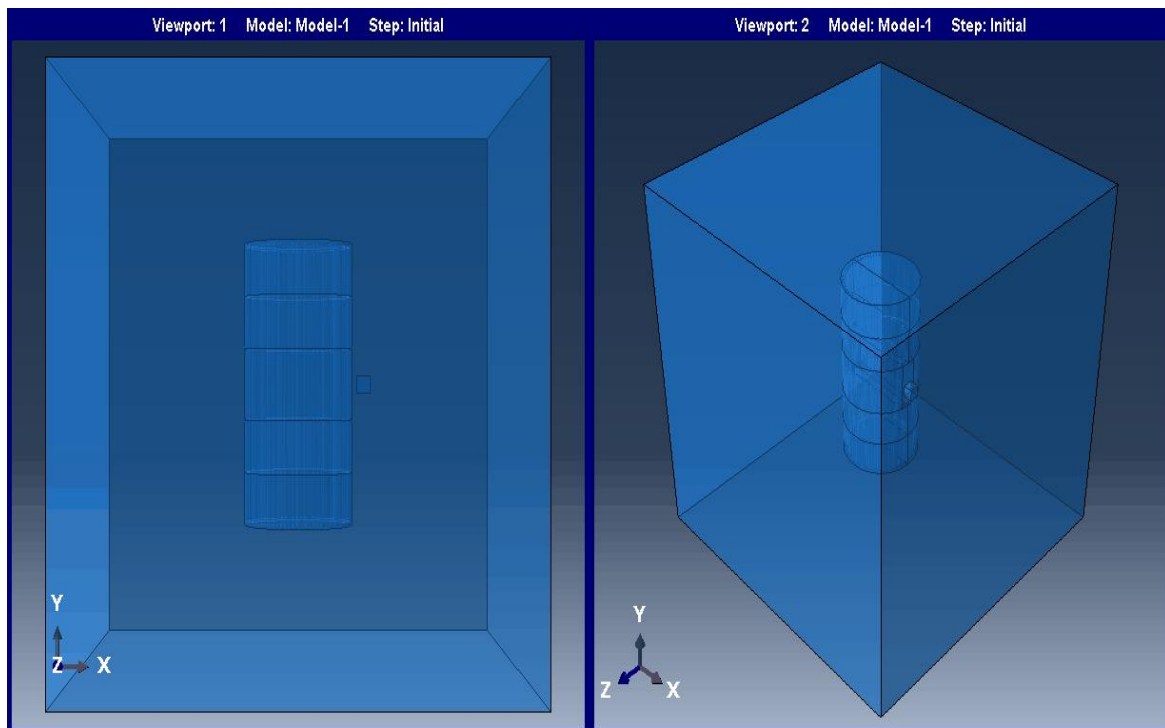 Viewport: 1 Model: Model-1 Step: Initial
Y
Z X
Viewport: 2 Model: Model-1 Step: Initial
Y
Z X